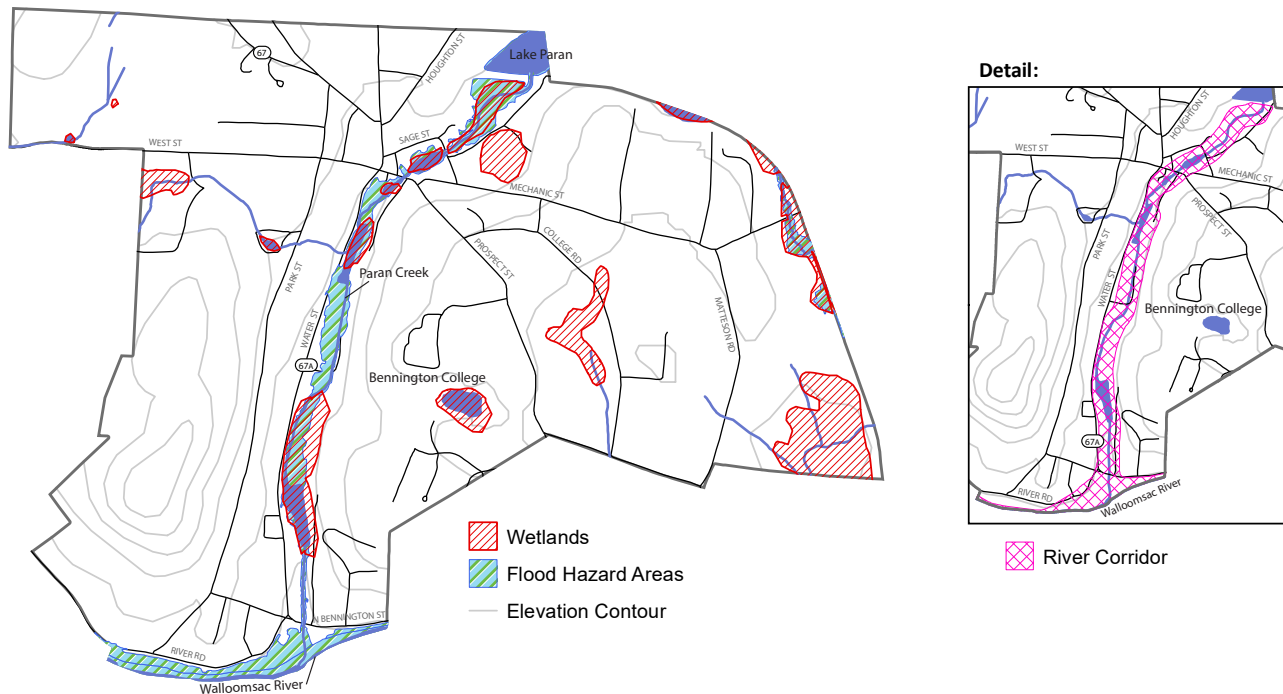 Lake Paran
67
HOUGHTON ST
SAGE ST
WEST ST
MECHANIC ST
COLLEGE RD
PROSPECT ST
PARK ST
Paran Creek
WATER ST
MATTESON RD
67A
Bennington College
N BENNINGTON ST
RIVER RD
Walloomsac River
Wetlands
Flood Hazard Areas
Elevation Contour
Detail:
HOUGHTON ST
WEST ST
MECHANIC ST
PROSPECT ST
PARK ST
WATER ST
Bennington College
67A
RIVER RD
Walloomsac River
River Corridor